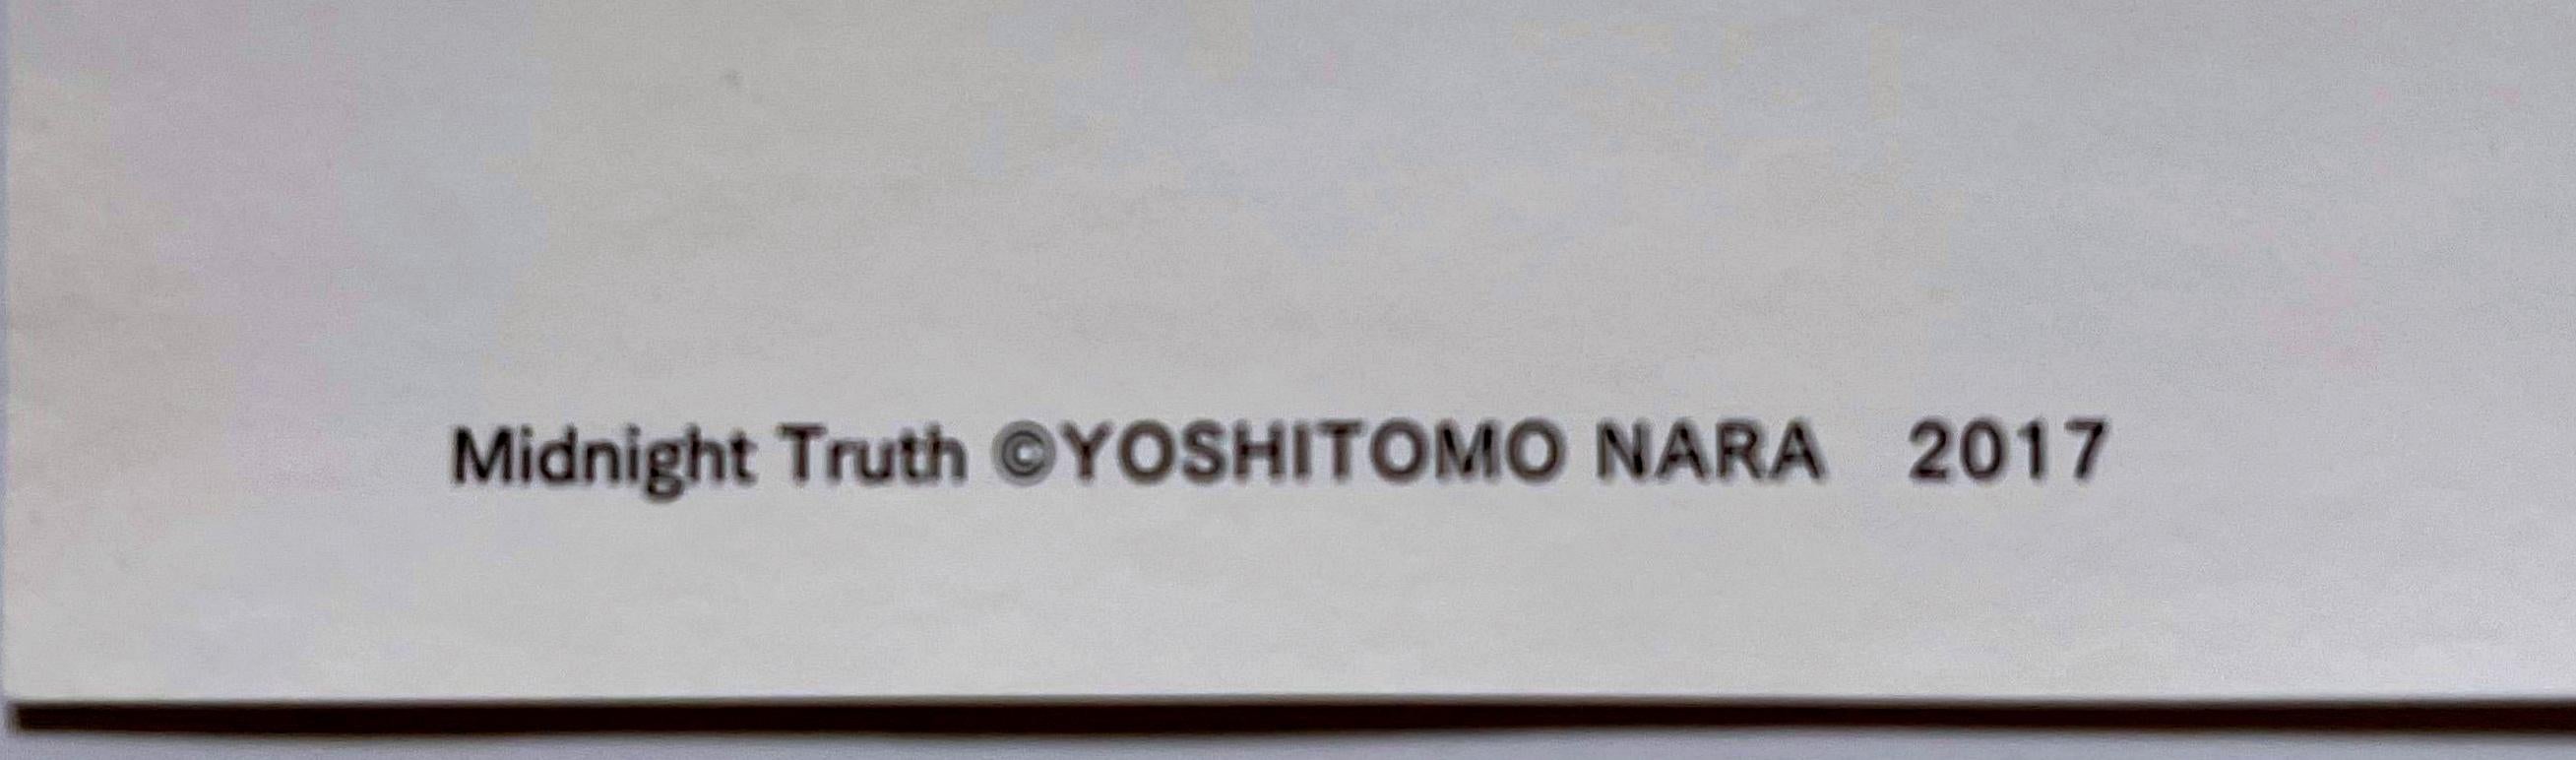 Midnight Truth ©YOSHITOMO NARA 2017